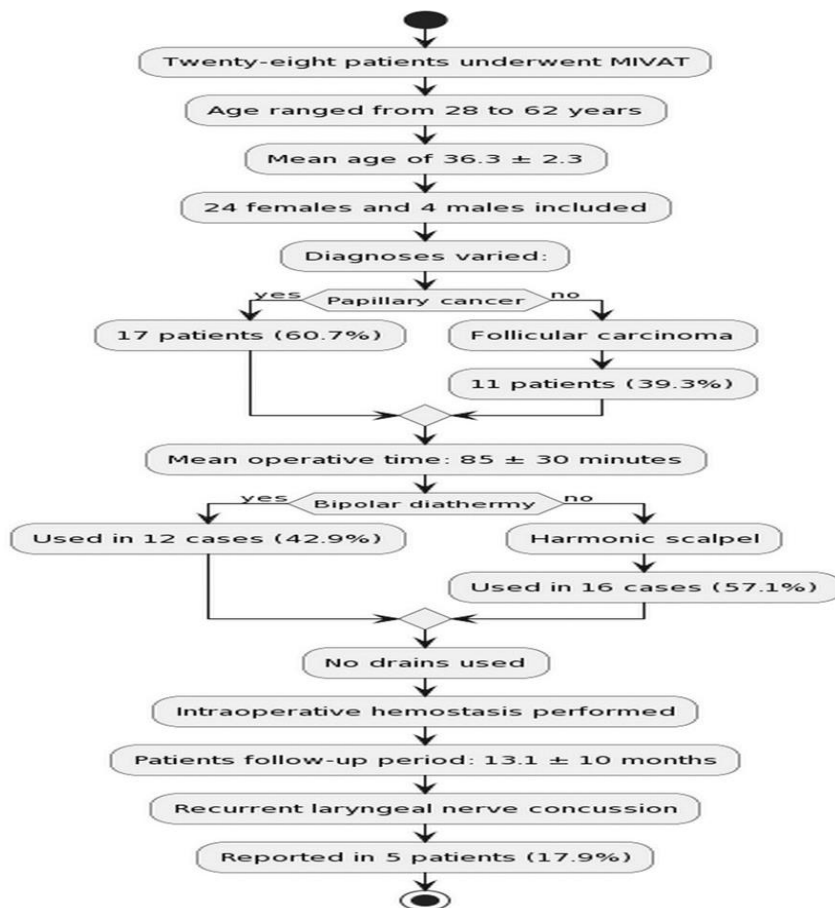 Twenty-eight patients underwent MIVAT
Age ranged from 28 to 62 years
Mean age of 36.3 ± 2.3
24 females and 4 males included
Diagnoses varied:
yes
Papillary cancer
no
17 patients (60.7%)
Follicular carcinoma
11 patients (39.3%)
Mean operative time: 85 ± 30 minutes
yes
Bipolar diathermy
no
Used in 12 cases (42.9%)
Harmonic scalpel
Used in 16 cases (57.1%)
No drains used
Intraoperative hemostasis performed
Patients follow-up period: 13.1 ± 10 months
Recurrent laryngeal nerve concussion
Reported in 5 patients (17.9%)